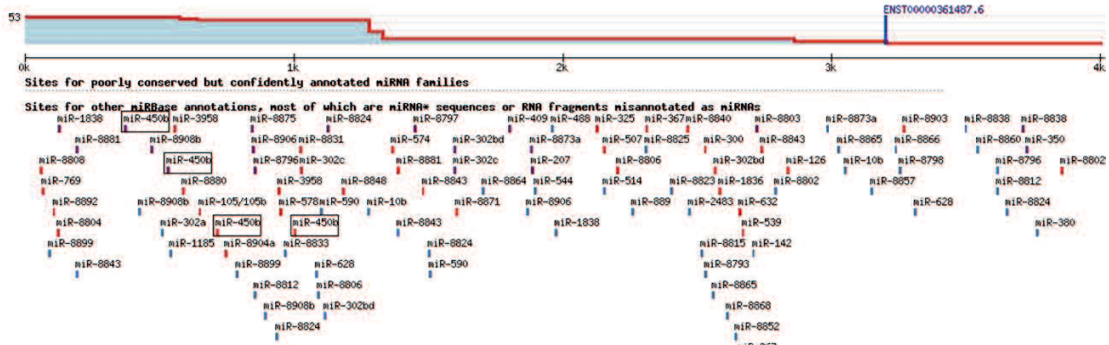 ENST00000361487.6
53
0k 1k 2k 3k 4k
Sites for poorly conserved but confidently annotated miRNA families
Sites for other miRBase annotations, most of which are miRNA* sequences or RNA fragments misannotated as miRNAs
miR-1838 miR-450b miR-3958 miR-8875 miR-8824 miR-8797 miR-409 miR-488 miR-325 miR-367 miR-8840 miR-8803 miR-8873a miR-8903 miR-8838 miR-8838
miR-8881 miR-8908b miR-8906 miR-8831 miR-574 miR-302bd miR-8873a miR-507 miR-8825 miR-300 miR-8843 miR-8865 miR-8866 miR-8860 miR-350
miR-8808 miR-450b miR-8796 miR-302c miR-8881 miR-302c miR-207 miR-8806 miR-302bd miR-126 miR-10b miR-8798 miR-8796 miR-8802
miR-769 miR-8880 miR-3958 miR-8848 miR-8843 miR-8864 miR-544 miR-514 miR-8823 miR-1836 miR-8802 miR-8857 miR-8812
miR-8892 miR-8908b miR-105/105b miR-578 miR-590 miR-10b miR-8871 miR-8906 miR-889 miR-2483 miR-632 miR-628 miR-8824
miR-8804 miR-302a miR-450b miR-450b miR-8843 miR-1838 miR-539 miR-380
miR-8899 miR-1185 miR-8904a miR-8833 miR-8824 miR-8815 miR-142
miR-8843 miR-8899 miR-628 miR-590 miR-8793
miR-8812 miR-8806 miR-8865
miR-8908b miR-302bd miR-8868
miR-8824 miR-8852